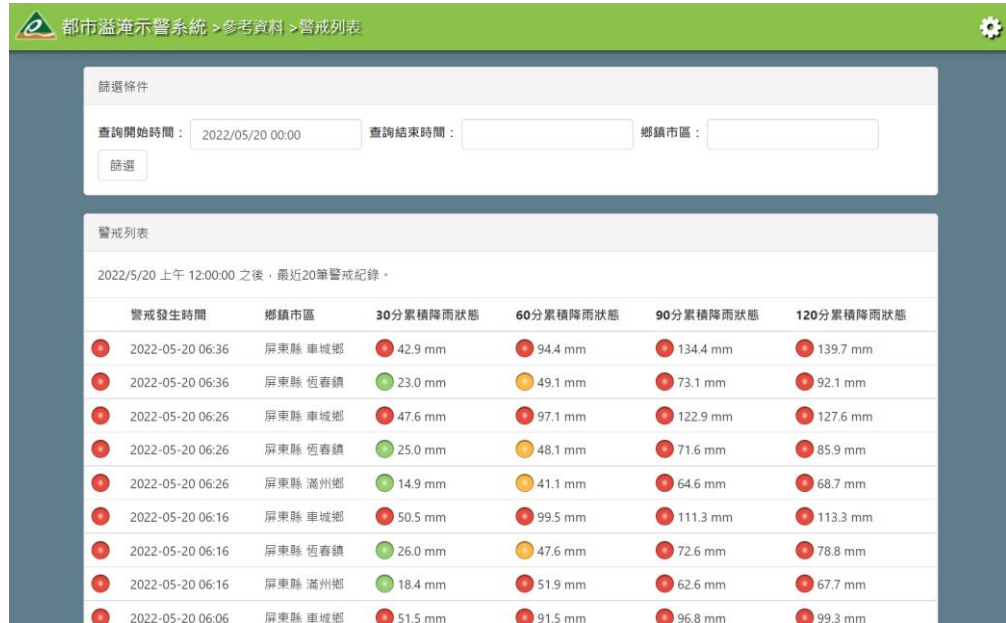 都市溢淹示警系統 >參考資料 >警戒列表
篩選條件
查詢開始時間： 2022/05/20 00:00 查詢結束時間： 鄉鎮市區：
篩選
警戒列表
2022/5/20 上午 12:00:00 之後，最近20筆警戒紀錄。
警戒發生時間 鄉鎮市區 30分累積降雨狀態 60分累積降雨狀態 90分累積降雨狀態 120分累積降雨狀態
2022-05-20 06:36 屏東縣 車城鄉 42.9 mm 94.4 mm 134.4 mm 139.7 mm
2022-05-20 06:36 屏東縣 恆春鎮 23.0 mm 49.1 mm 73.1 mm 92.1 mm
2022-05-20 06:26 屏東縣 車城鄉 47.6 mm 97.1 mm 122.9 mm 127.6 mm
2022-05-20 06:26 屏東縣 恆春鎮 25.0 mm 48.1 mm 71.6 mm 85.9 mm
2022-05-20 06:26 屏東縣 滿州鄉 14.9 mm 41.1 mm 64.6 mm 68.7 mm
2022-05-20 06:16 屏東縣 車城鄉 50.5 mm 99.5 mm 111.3 mm 113.3 mm
2022-05-20 06:16 屏東縣 恆春鎮 26.0 mm 47.6 mm 72.6 mm 78.8 mm
2022-05-20 06:16 屏東縣 滿州鄉 18.4 mm 51.9 mm 62.6 mm 67.7 mm
2022-05-20 06:06 屏東縣 車城鄉 51.5 mm 91.5 mm 96.8 mm 99.3 mm